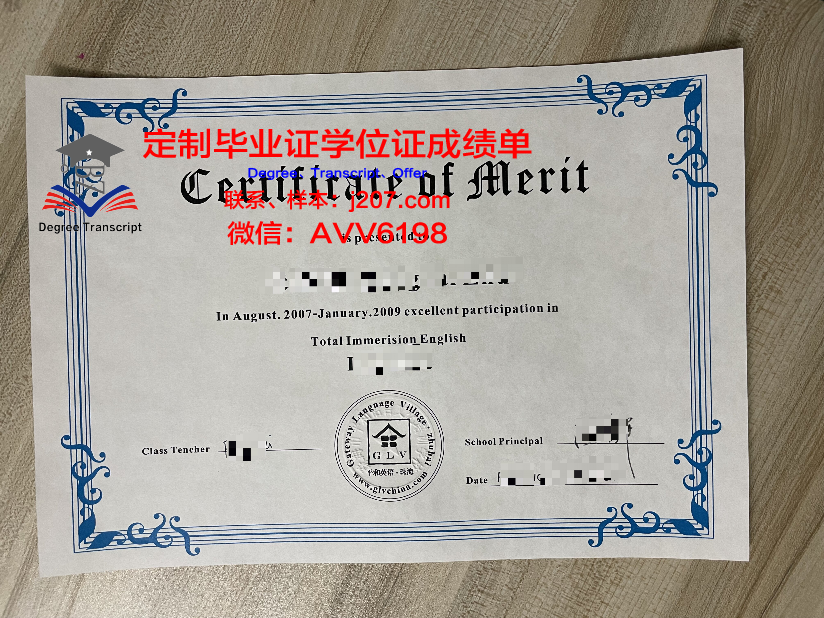 定制毕业证学位证成绩单
Degree、Transcript、Offer
Certificate of Merit
联系、样本：j207.com
微信：AVV6198
is presented to
Degree Transcript
In August. 2007-January.2009 excellent participation in
Total Immerision English
Class Tencher
Gateway Language Village, zhuhai
GLV
www.glvchina.com
School Principal
Date